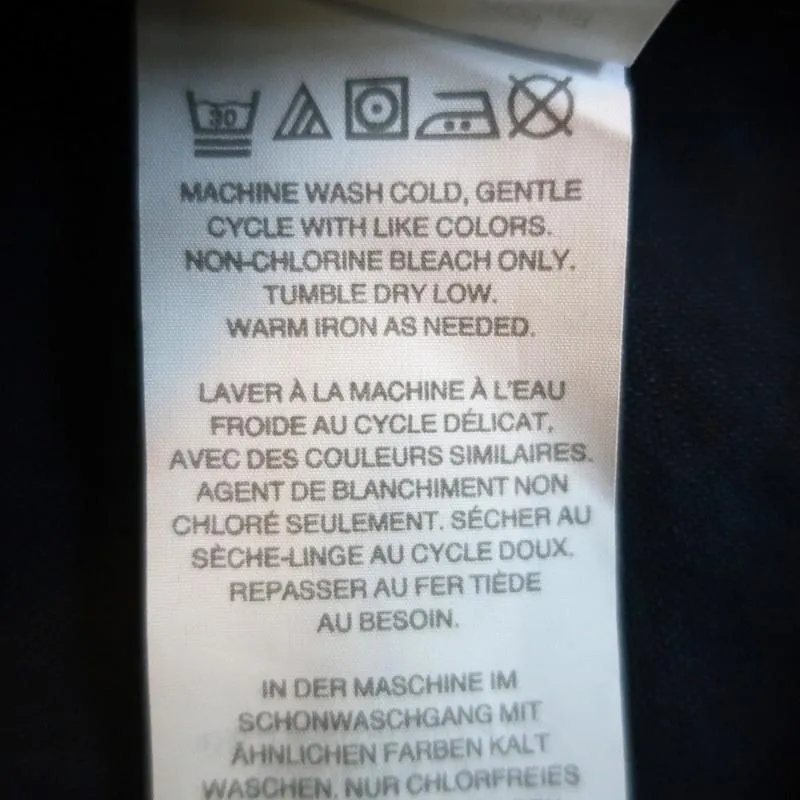 30
MACHINE WASH COLD, GENTLE
CYCLE WITH LIKE COLORS.
NON-CHLORINE BLEACH ONLY.
TUMBLE DRY LOW.
WARM IRON AS NEEDED.
LAVER À LA MACHINE À L'EAU
FROIDE AU CYCLE DÉLICAT,
AVEC DES COULEURS SIMILAIRES.
AGENT DE BLANCHIMENT NON
CHLORÉ SEULEMENT. SÉCHER AU
SÈCHE-LINGE AU CYCLE DOUX.
REPASSER AU FER TIÈDE
AU BESOIN.
IN DER MASCHINE IM
SCHONWASCHGANG MIT
ÄHNLICHEN FARBEN KALT
WASCHEN. NUR CHLORFREIES